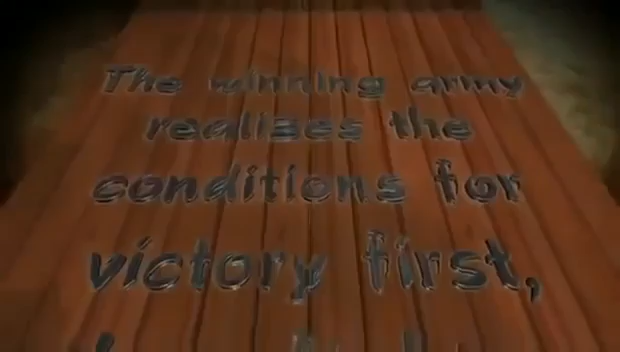 The winning army
realizes the
conditions for
victory first,